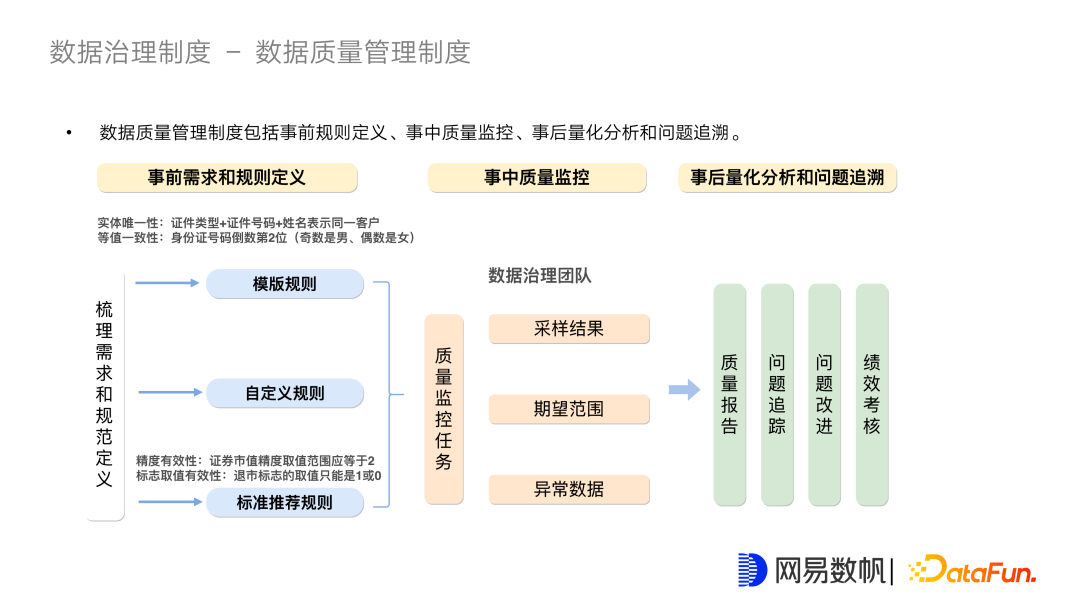 数据治理制度 – 数据质量管理制度
• 数据质量管理制度包括事前规则定义、事中质量监控、事后量化分析和问题追溯。
事前需求和规则定义
事中质量监控
事后量化分析和问题追溯
实体唯一性：证件类型+证件号码+姓名表示同一客户
等值一致性：身份证号码倒数第2位（奇数是男、偶数是女）
梳理需求和规范定义
模版规则
自定义规则
精度有效性：证券市值精度取值范围应等于2
标志取值有效性：退市标志的取值只能是1或0
标准推荐规则
质量监控任务
数据治理团队
采样结果
期望范围
异常数据
质量报告
问题追踪
问题改进
绩效考核
网易数帆
DataFun.